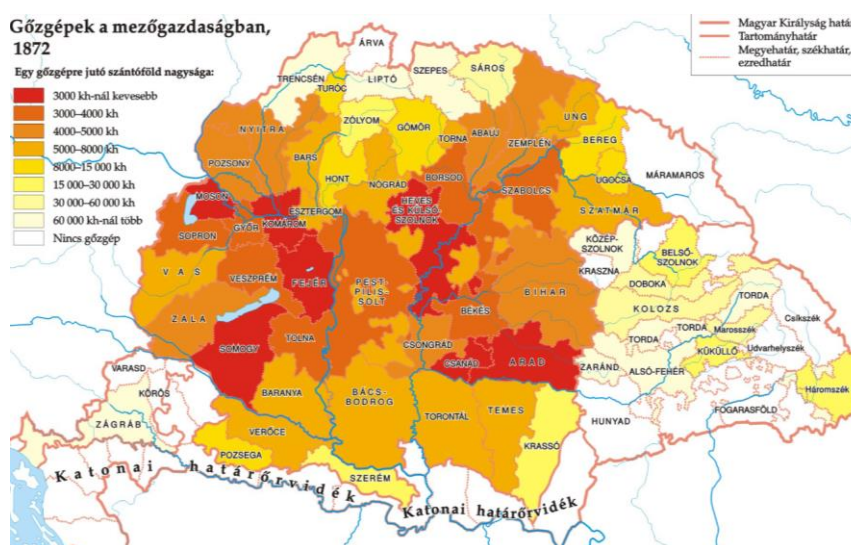 Gőzgépek a mezőgazdaságban,
1872
Egy gőzgépre jutó szántóföld nagysága:
3000 kh-nál kevesebb
3000–4000 kh
4000–5000 kh
5000–8000 kh
8000–15 000 kh
15 000–30 000 kh
30 000–60 000 kh
60 000 kh-nál több
Nincs gőzgép
Magyar Királyság határ
Tartományhatár
Megyehatár, székhatár,
ezredhatár
ÁRVA
TRENCSÉN
LIPTÓ
SZEPES
SÁROS
TURÓC
NYITRA
ZÓLYOM
GÖMÖR
TORNA
ABAÚJ
ZEMPLÉN
UNG
BEREG
POZSONY
BARS
HONT
NÓGRÁD
BORSOD
SZABOLCS
UGOCSA
MÁRAMAROS
MOSON
GYŐR
KOMÁROM
ESZTERGOM
HEVES
ÉS KÜLSŐ-
SZOLNOK
SZATMÁR
SOPRON
VAS
VESZPRÉM
FEJÉR
PEST-
PILIS-
SOLT
KÖZÉP-
SZOLNOK
KRASZNA
BELSŐ-
SZOLNOK
DOBOKA
BIHAR
KOLOZS
TORDA
ZALA
TOLNA
BÉKÉS
CSONGRÁD
SOMOGY
CSANÁD
ARAD
ZARÁND
TORDA
TORDA
Marosszék
Csíkszék
Udvarhelyszék
KÜKÜLLŐ
ALSÓ-FEHÉR
Háromszék
FOGARASFÖLD
HUNYAD
VARASD
KŐRÖS
ZÁGRÁB
BARANYA
BÁCS-
BODROG
TORONTÁL
TEMES
KRASSÓ
VERŐCE
POZSEGA
SZERÉM
Katonai határőrvidék
Katonai határőrvidék